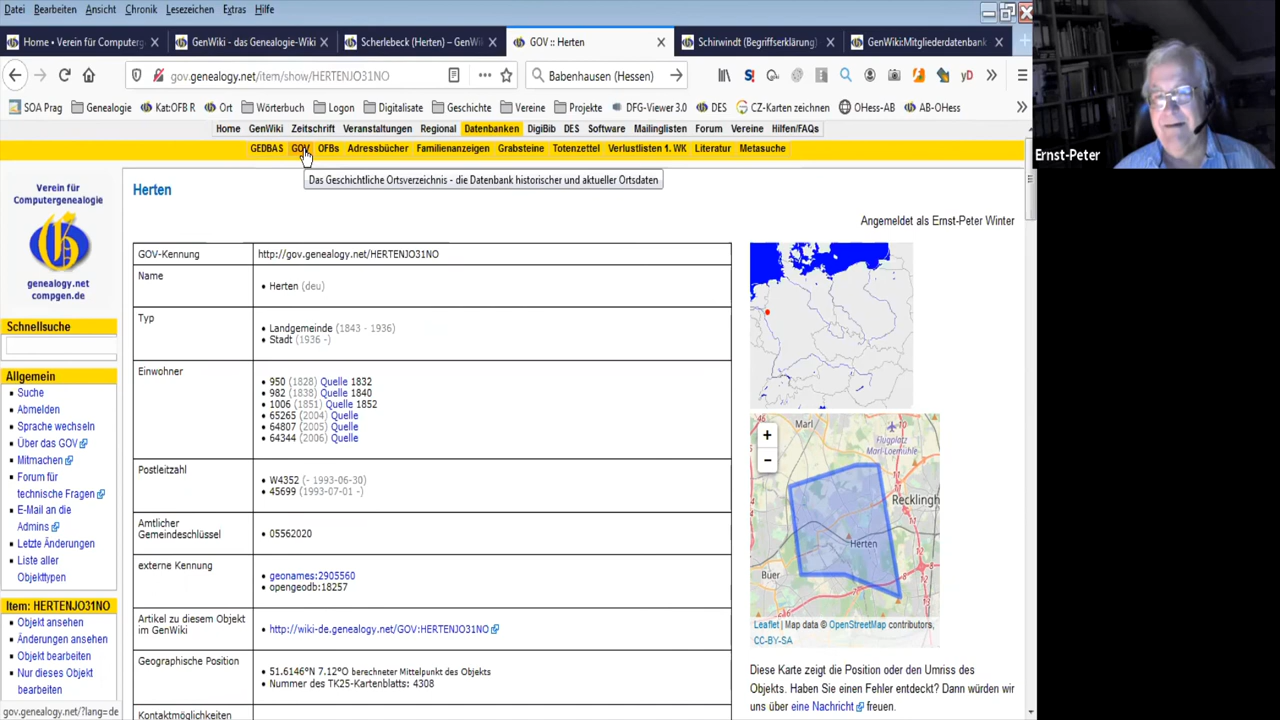 Datei Bearbeiten Ansicht Chronik Lesezeichen Extras Hilfe
Home • Verein für Computerg
GenWiki - das Genealogie-Wiki
Scherlebeck (Herten) – GenWi
GOV :: Herten
Schirwindt (Begriffserklärung)
GenWiki:Mitgliederdatenbank
gov.genealogy.net/item/show/HERTENJO31NO
Babenhausen (Hessen)
SOA Prag Genealogie Kat:OFB R Ort Wörterbuch Logon Digitalisate Geschichte Vereine Projekte DFG-Viewer 3.0 DES CZ-Karten zeichnen OHess-AB AB-OHess
Home GenWiki Zeitschrift Veranstaltungen Regional Datenbanken DigiBib DES Software Mailinglisten Forum Vereine Hilfen/FAQs
GEDBAS GOV OFBs Adressbücher Familienanzeigen Grabsteine Totenzettel Verlustlisten 1. WK Literatur Metasuche
Das Geschichtliche Ortsverzeichnis - die Datenbank historischer und aktueller Ortsdaten
Verein für
Computergenealogie
genealogy.net
compgen.de
Schnellsuche
Allgemein
Suche
Abmelden
Sprache wechseln
Über das GOV
Mitmachen
Forum für
technische Fragen
E-Mail an die
Admins
Letzte Änderungen
Liste aller
Objekttypen
Item: HERTENJO31NO
Objekt ansehen
Änderungen ansehen
Objekt bearbeiten
Nur dieses Objekt
bearbeiten
gov.genealogy.net/?lang=de
Herten
Angemeldet als Ernst-Peter Winter
GOV-Kennung http://gov.genealogy.net/HERTENJO31NO
Name
• Herten (deu)
Typ
• Landgemeinde (1843 - 1936)
• Stadt (1936 -)
Einwohner
• 950 (1828) Quelle 1832
• 982 (1838) Quelle 1840
• 1006 (1851) Quelle 1852
• 65265 (2004) Quelle
• 64807 (2005) Quelle
• 64344 (2006) Quelle
Postleitzahl
• W4352 (- 1993-06-30)
• 45699 (1993-07-01 -)
Amtlicher
Gemeindeschlüssel
• 05562020
externe Kennung
• geonames:2905560
• opengeodb:18257
Artikel zu diesem Objekt
im GenWiki
• http://wiki-de.genealogy.net/GOV:HERTENJO31NO
Geographische Position
• 51.6146°N 7.12°O berechneter Mittelpunkt des Objekts
• Nummer des TK25-Kartenblatts: 4308
Kontaktmöglichkeiten
+
−
Marl
Flugplatz
Marl-Loemühle
Recklingh
Herten
Buer
Leaflet | Map data © OpenStreetMap contributors,
CC-BY-SA
Diese Karte zeigt die Position oder den Umriss des
Objekts. Haben Sie einen Fehler entdeckt? Dann würden wir
uns über eine Nachricht freuen.
Ernst-Peter